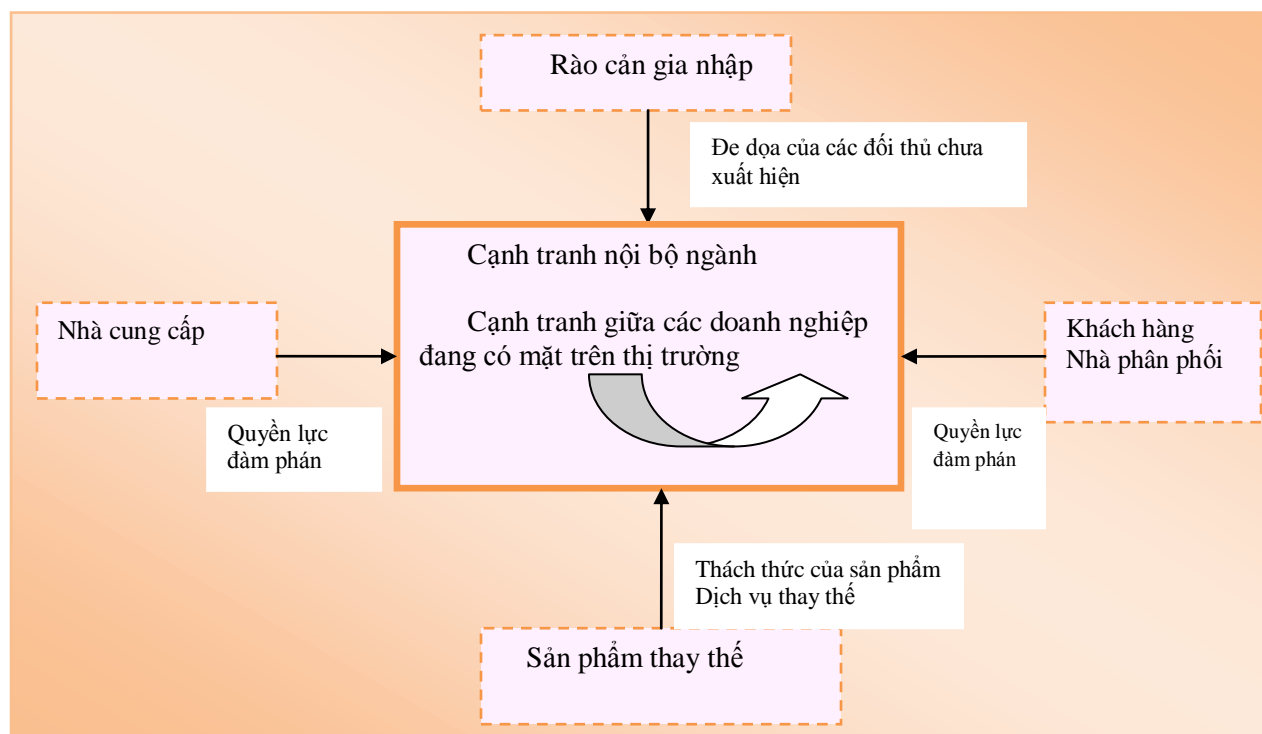 Rào cản gia nhập
Đe dọa của các đối thủ chưa
xuất hiện
Cạnh tranh nội bộ ngành
Cạnh tranh giữa các doanh nghiệp
đang có mặt trên thị trường
Nhà cung cấp
Quyền lực
đàm phán
Khách hàng
Nhà phân phối
Quyền lực
đàm phán
Thách thức của sản phẩm
Dịch vụ thay thế
Sản phẩm thay thế